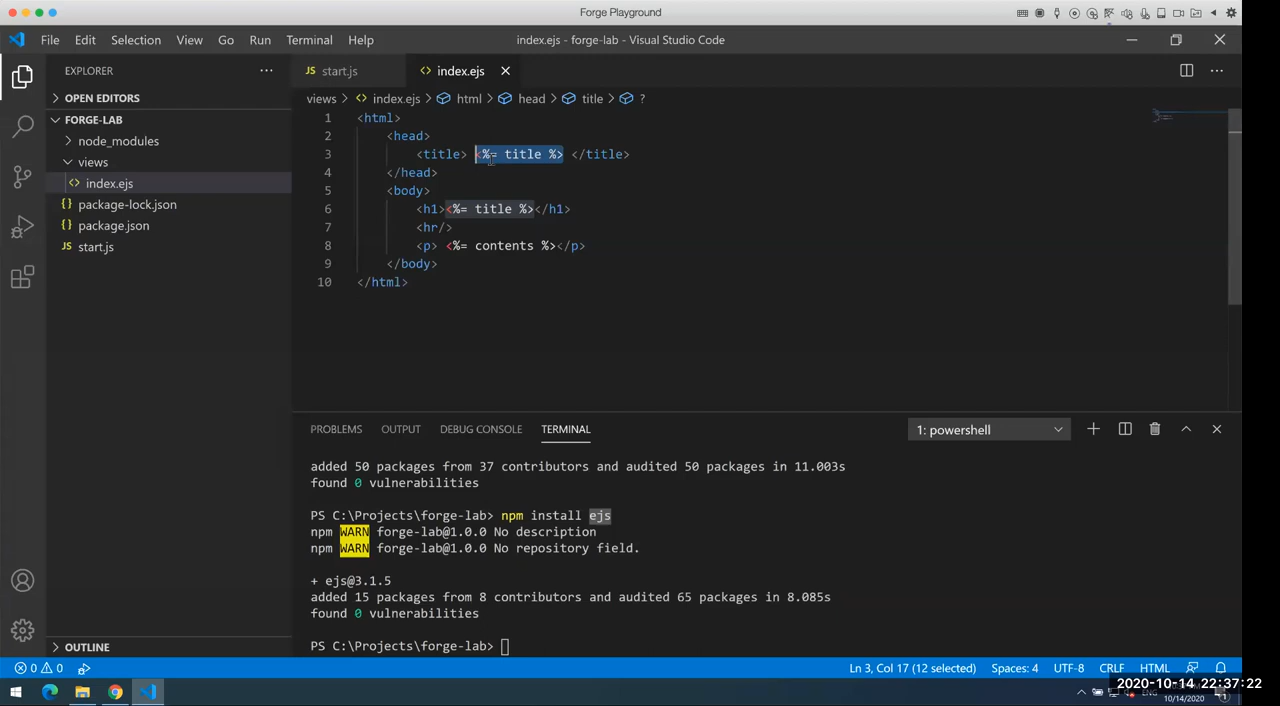 Forge Playground
File Edit Selection View Go Run Terminal Help
index.ejs - forge-lab - Visual Studio Code
EXPLORER
OPEN EDITORS
FORGE-LAB
node_modules
views
index.ejs
package-lock.json
package.json
JS start.js
OUTLINE
JS start.js
index.ejs
views > index.ejs > html > head > title > ?
1 <html>
2 <head>
3 <title> <%= title %> </title>
4 </head>
5 <body>
6 <h1><%= title %></h1>
7 <hr/>
8 <p> <%= contents %></p>
9 </body>
10 </html>
PROBLEMS OUTPUT DEBUG CONSOLE TERMINAL
1: powershell
added 50 packages from 37 contributors and audited 50 packages in 11.003s
found 0 vulnerabilities
PS C:\Projects\forge-lab> npm install ejs
npm WARN forge-lab@1.0.0 No description
npm WARN forge-lab@1.0.0 No repository field.
+ ejs@3.1.5
added 15 packages from 8 contributors and audited 65 packages in 8.085s
found 0 vulnerabilities
PS C:\Projects\forge-lab>
0 0
Ln 3, Col 17 (12 selected) Spaces: 4 UTF-8 CRLF HTML
2020-10-14 22:37:22
ENG
10/14/2020